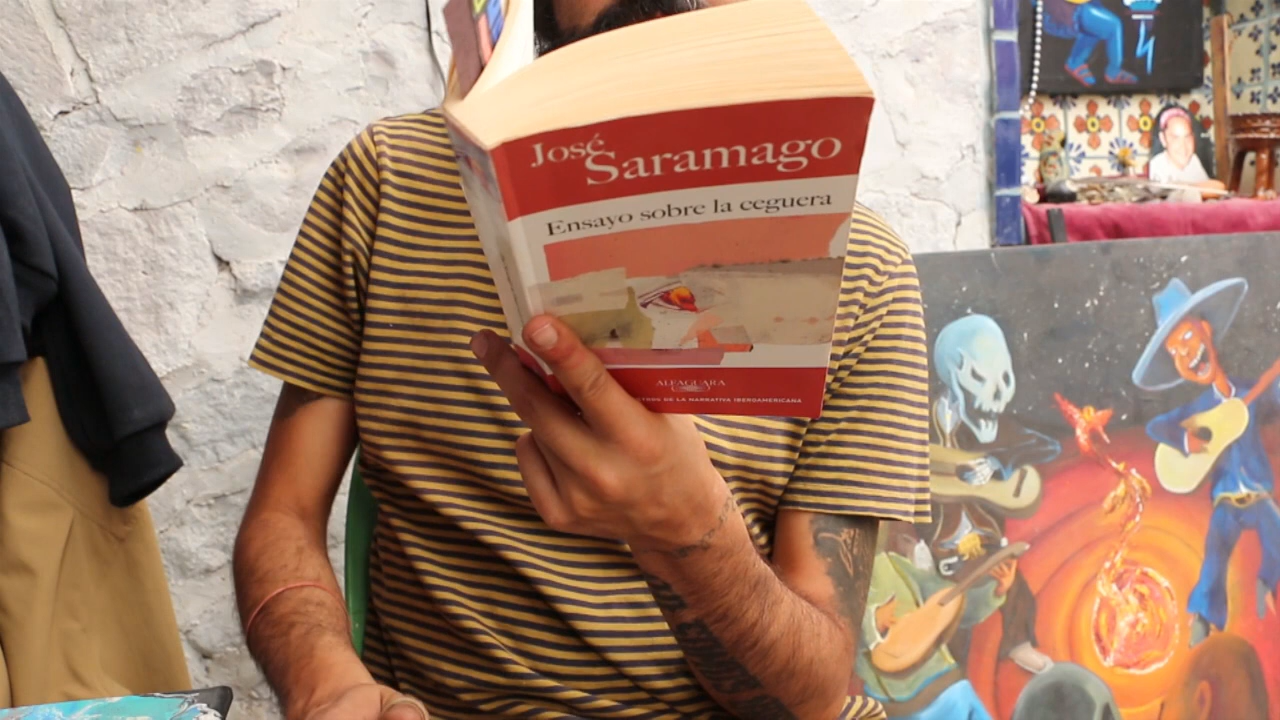 José
Saramago
Ensayo sobre la ceguera
ALFAGUARA
DE LA NARRATIVA IBEROAMERICANA